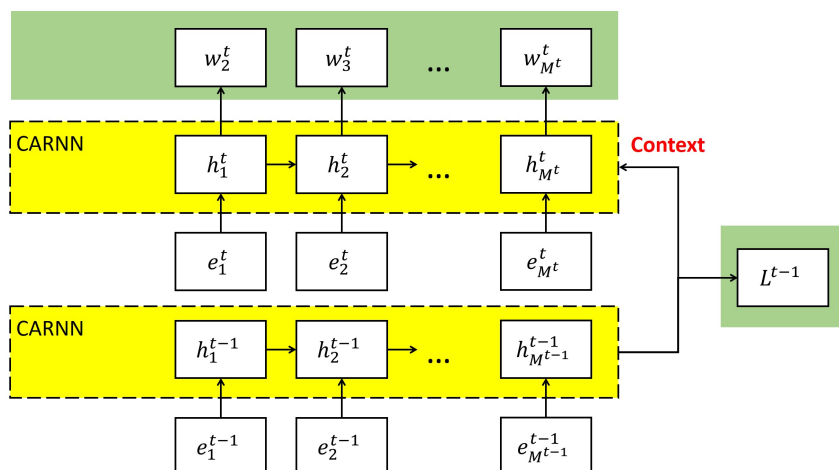 w_2^t w_3^t ... w_{M^t}^t
CARNN
Context
h_1^t h_2^t ... h_{M^t}^t
e_1^t e_2^t e_{M^t}^t
L^{t-1}
CARNN
h_1^{t-1} h_2^{t-1} ... h_{M^{t-1}}^{t-1}
e_1^{t-1} e_2^{t-1} e_{M^{t-1}}^{t-1}